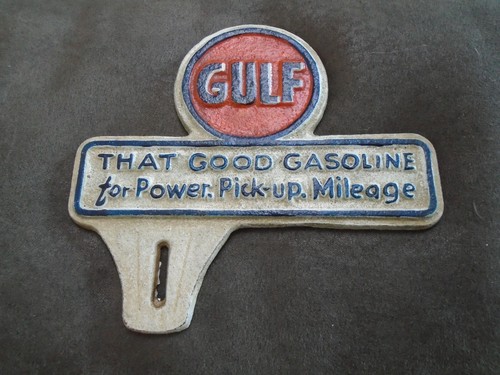 GULF
THAT GOOD GASOLINE
for Power. Pick-up. Mileage